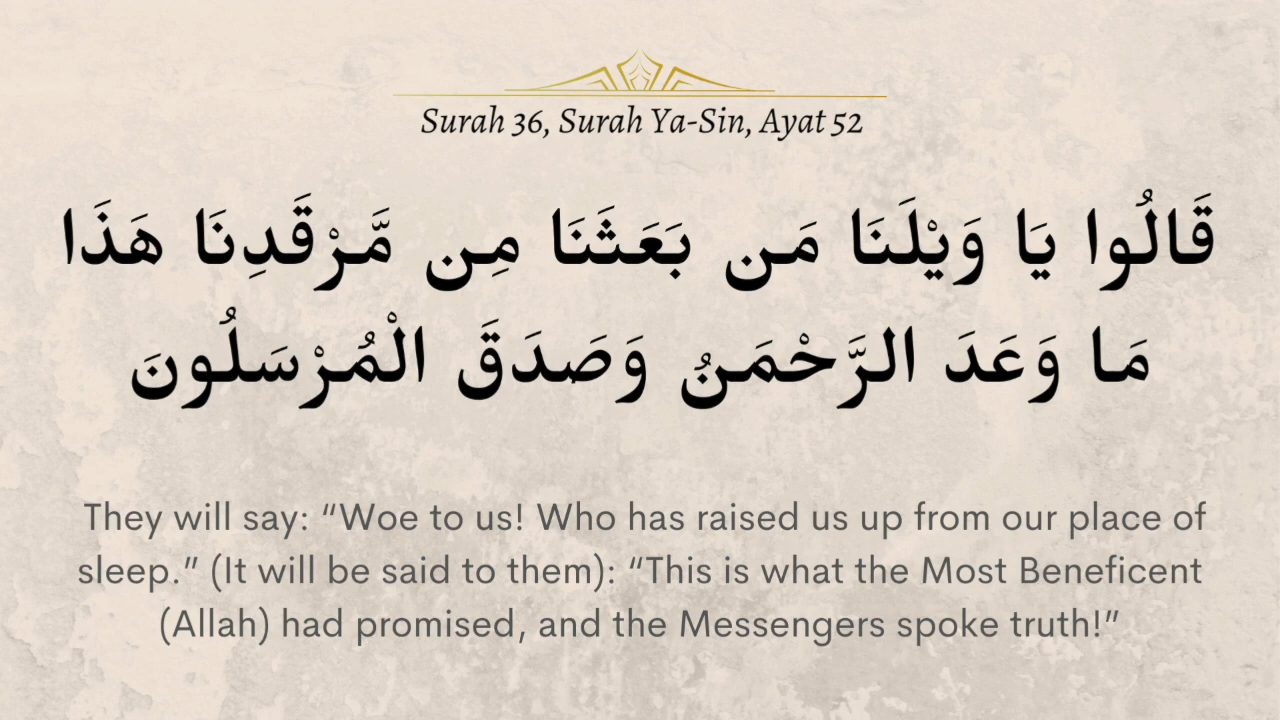 Surah 36, Surah Ya-Sin, Ayat 52
قَالُوا يَا وَيْلَنَا مَن بَعَثَنَا مِن مَّرْقَدِنَا هَذَا
مَا وَعَدَ الرَّحْمَنُ وَصَدَقَ الْمُرْسَلُونَ
They will say: “Woe to us! Who has raised us up from our place of
sleep.” (It will be said to them): “This is what the Most Beneficent
(Allah) had promised, and the Messengers spoke truth!”